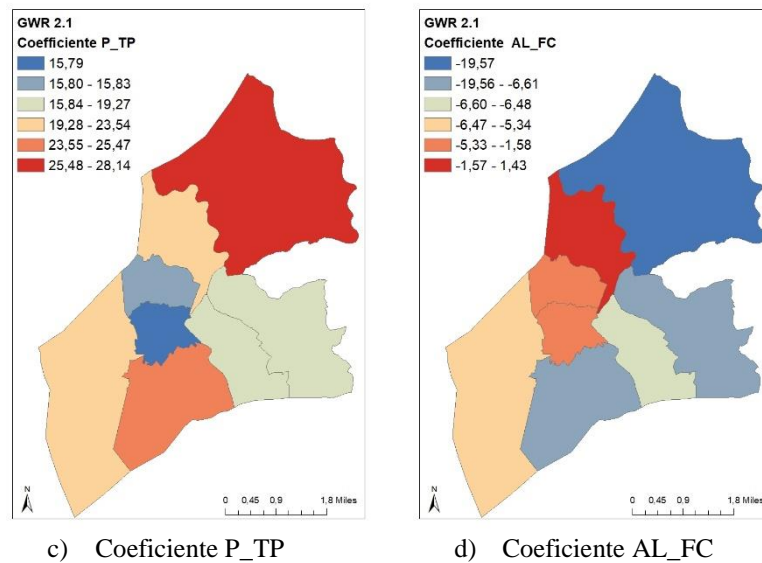 GWR 2.1
Coefficiente P_TP
15,79
15,80 - 15,83
15,84 - 19,27
19,28 - 23,54
23,55 - 25,47
25,48 - 28,14
N
0 0,45 0,9 1,8 Miles
c) Coeficiente P_TP
GWR 2.1
Coefficiente AL_FC
-19,57
-19,56 - -6,61
-6,60 - -6,48
-6,47 - -5,34
-5,33 - -1,58
-1,57 - 1,43
N
0 0,45 0,9 1,8 Miles
d) Coeficiente AL_FC